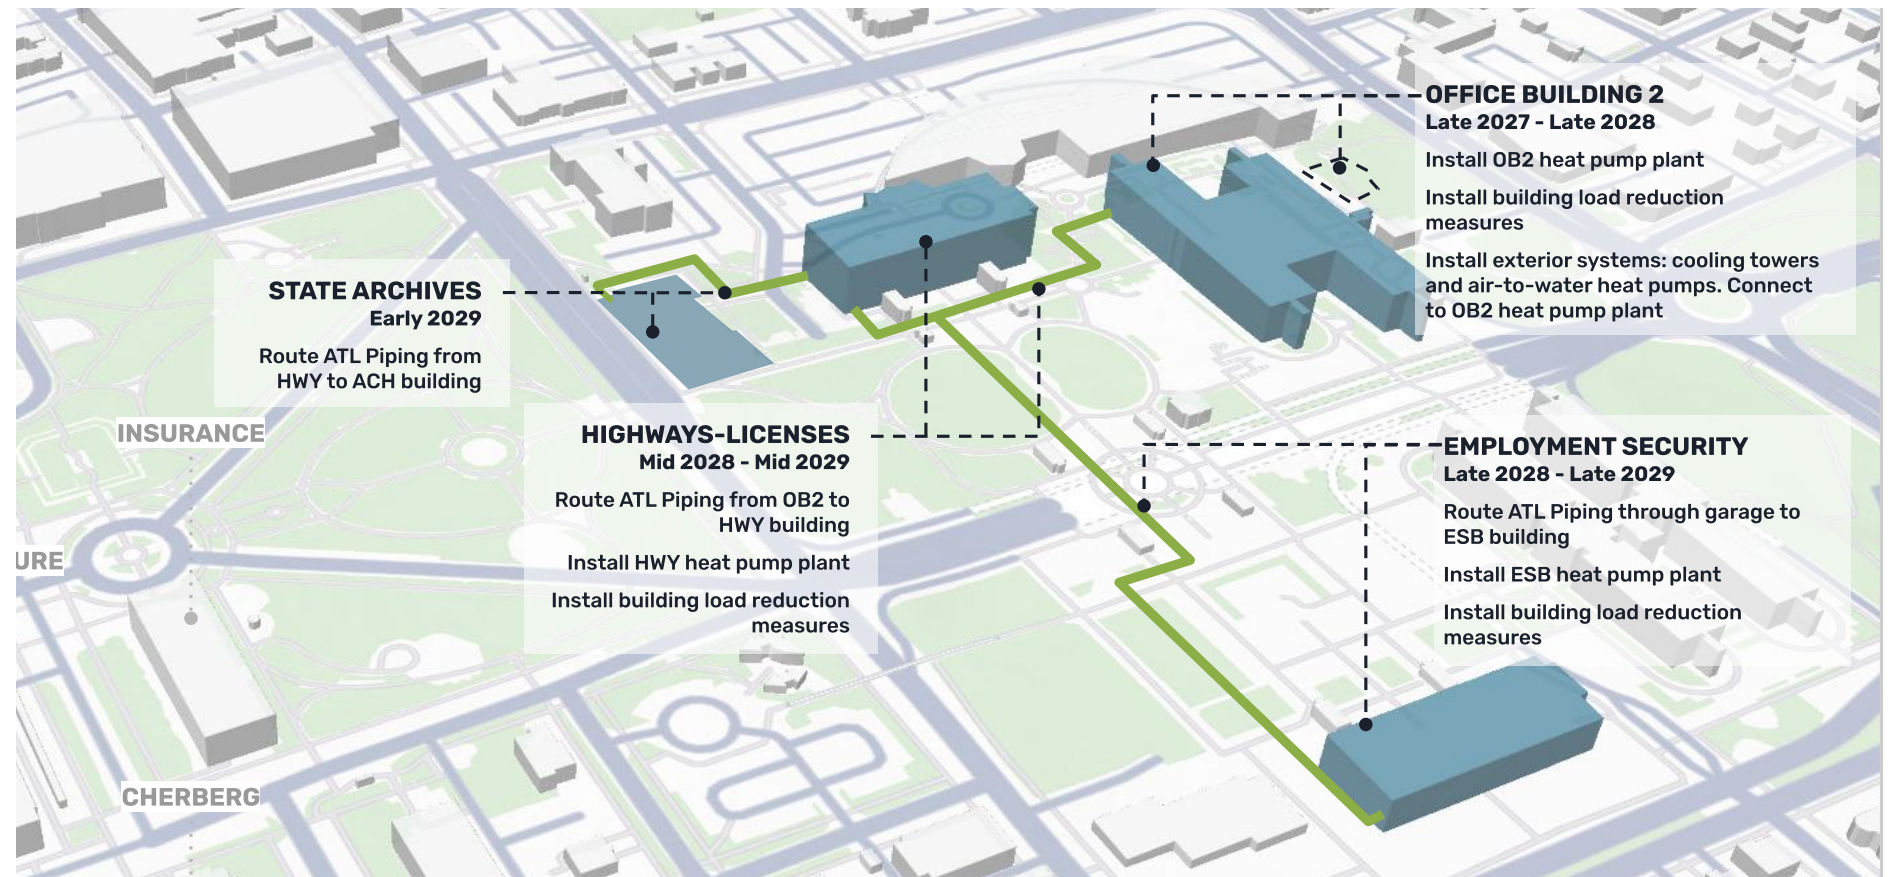 OFFICE BUILDING 2
Late 2027 - Late 2028
Install OB2 heat pump plant
Install building load reduction
measures
Install exterior systems: cooling towers
and air-to-water heat pumps. Connect
to OB2 heat pump plant
STATE ARCHIVES
Early 2029
Route ATL Piping from
HWY to ACH building
INSURANCE
HIGHWAYS-LICENSES
Mid 2028 - Mid 2029
Route ATL Piping from OB2 to
HWY building
Install HWY heat pump plant
Install building load reduction
measures
EMPLOYMENT SECURITY
Late 2028 - Late 2029
Route ATL Piping through garage to
ESB building
Install ESB heat pump plant
Install building load reduction
measures
URE
CHERBERG